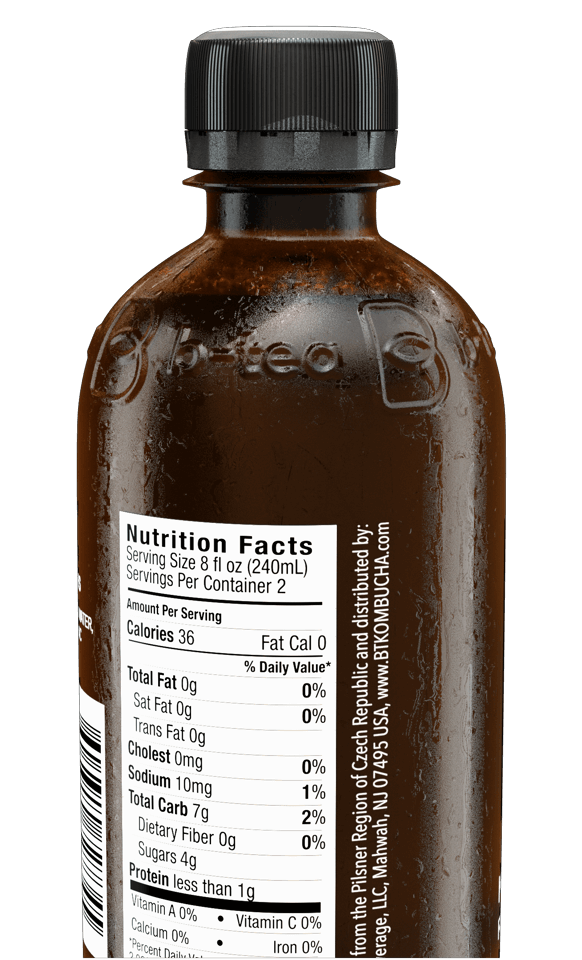 b-tea
Nutrition Facts
Serving Size 8 fl oz (240mL)
Servings Per Container 2
Amount Per Serving
Calories 36 Fat Cal 0
% Daily Value*
Total Fat 0g 0%
Sat Fat 0g 0%
Trans Fat 0g
Cholest 0mg 0%
Sodium 10mg 1%
Total Carb 7g 2%
Dietary Fiber 0g 0%
Sugars 4g
Protein less than 1g
Vitamin A 0% • Vitamin C 0%
Calcium 0% • Iron 0%
*Percent Daily
from the Pilsner Region of Czech Republic and distributed by:
LLC, Mahwah, NJ 07495 USA, www.BTKOMBUCHA.com